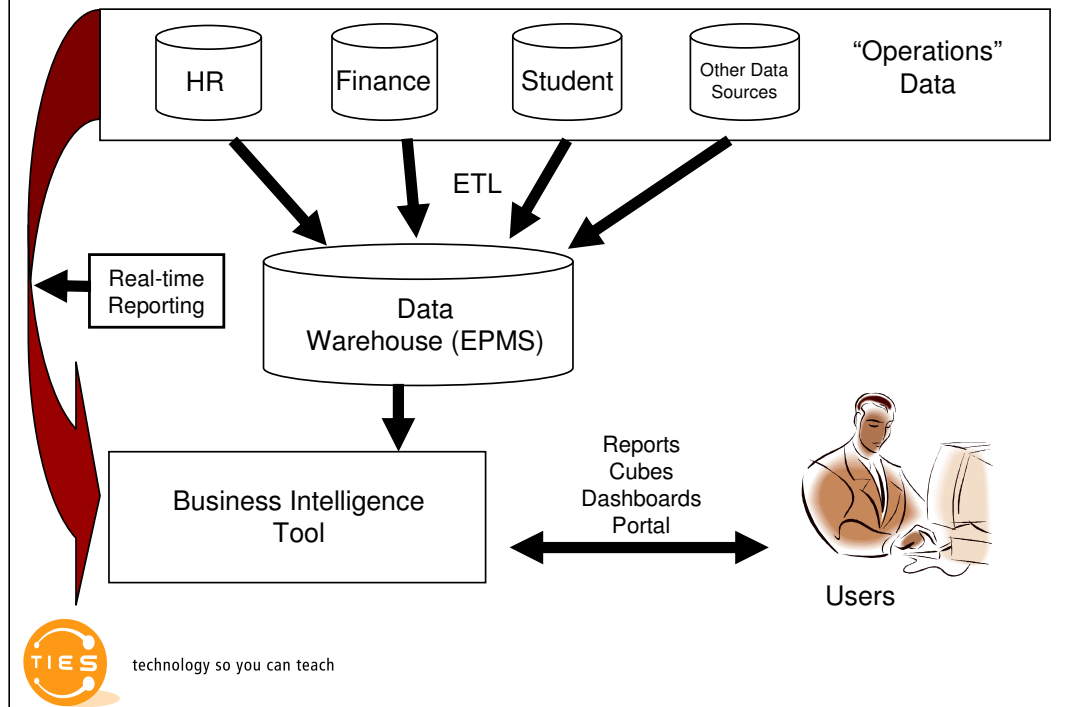 HR
Finance
Student
Other Data
Sources
“Operations”
Data
ETL
Real-time
Reporting
Data
Warehouse (EPMS)
Business Intelligence
Tool
Reports
Cubes
Dashboards
Portal
Users
TIES
technology so you can teach